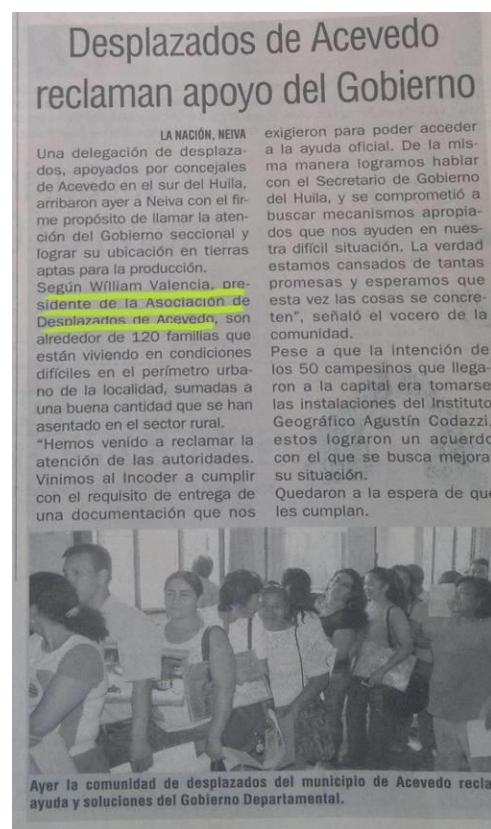 Desplazados de Acevedo
reclaman apoyo del Gobierno
LA NACIÓN, NEIVA
Una delegación de desplaza-
dos, apoyados por concejales
de Acevedo en el sur del Huila,
arribaron ayer a Neiva con el fir-
me propósito de llamar la aten-
ción del Gobierno seccional y
lograr su ubicación en tierras
aptas para la producción.
Según William Valencia, pre-
sidente de la Asociación de
Desplazados de Acevedo, son
alrededor de 120 familias que
están viviendo en condiciones
difíciles en el perímetro urba-
no de la localidad, sumadas a
una buena cantidad que se han
asentado en el sector rural.
“Hemos venido a reclamar la
atención de las autoridades.
Vinimos al Incoder a cumplir
con el requisito de entrega de
una documentación que nos
exigieron para poder acceder
a la ayuda oficial. De la mis-
ma manera logramos hablar
con el Secretario de Gobierno
del Huila, y se comprometió a
buscar mecanismos apropia-
dos que nos ayuden en nues-
tra difícil situación. La verdad
estamos cansados de tantas
promesas y esperamos que
esta vez las cosas se concre-
ten”, señaló el vocero de la
comunidad.
Pese a que la intención de
los 50 campesinos que llega-
ron a la capital era tomarse
las instalaciones del Instituto
Geográfico Agustín Codazzi,
estos lograron un acuerdo
con el que se busca mejora
su situación.
Quedaron a la espera de que
les cumplan.
Ayer la comunidad de desplazados del municipio de Acevedo recla
ayuda y soluciones del Gobierno Departamental.